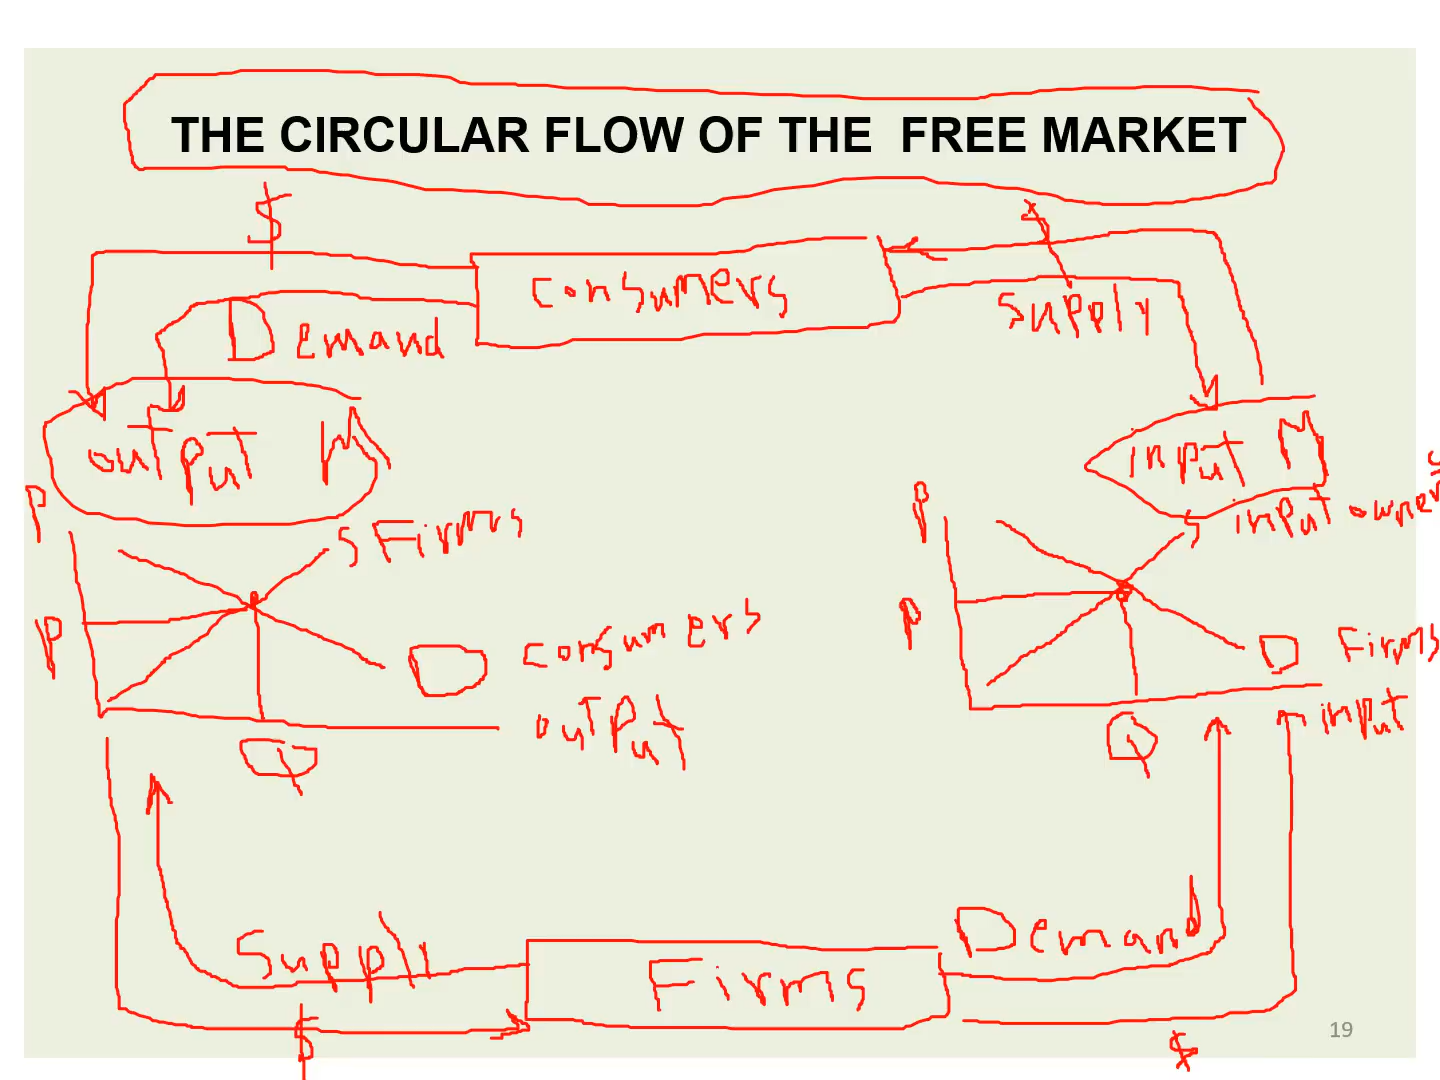 THE CIRCULAR FLOW OF THE FREE MARKET
$
$
Consumers
Supply
Demand
output M
input M
P
S Firms
P
S input owners
P
D Consumers
P
D Firms
output
input
Q
Q
Supply
Demand
Firms
$
$
19